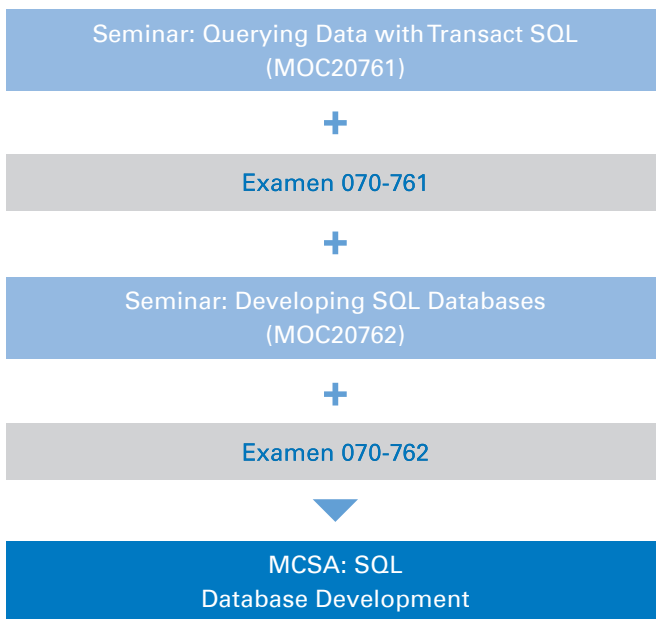 Seminar: Querying Data with Transact SQL
(MOC20761)
+
Examen 070-761
+
Seminar: Developing SQL Databases
(MOC20762)
+
Examen 070-762
MCSA: SQL
Database Development